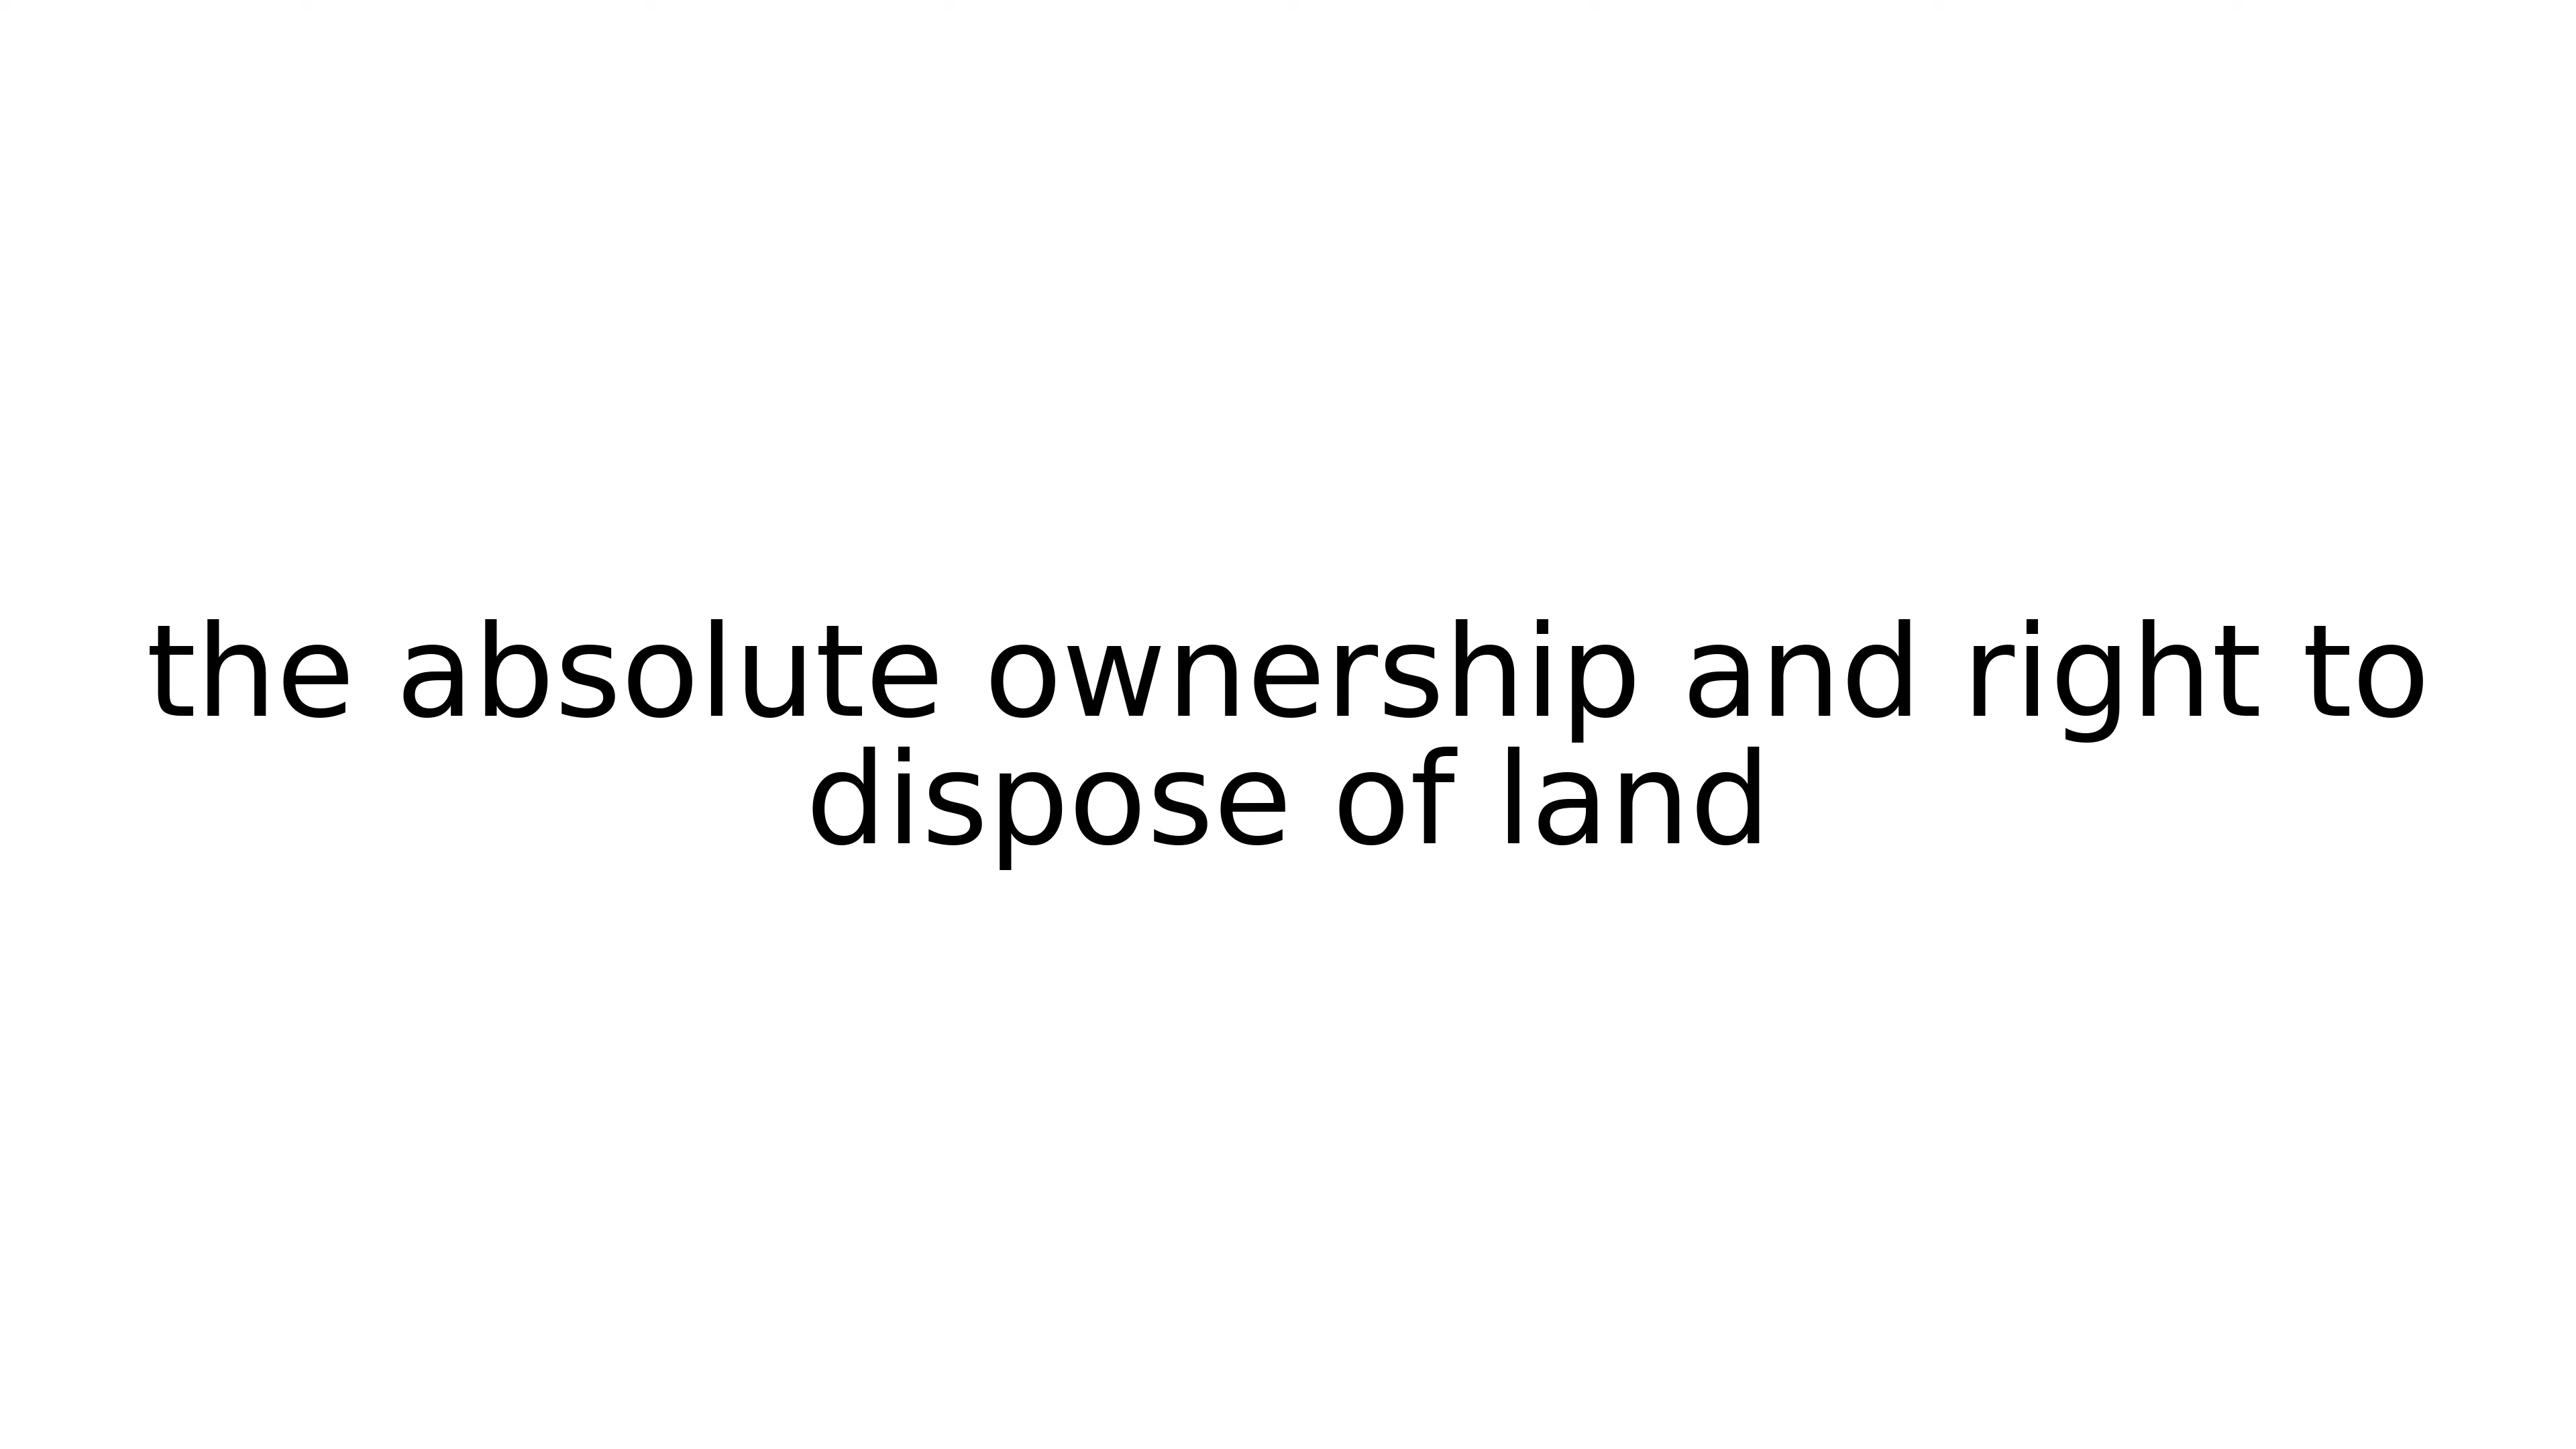 the absolute ownership and right to
dispose of land